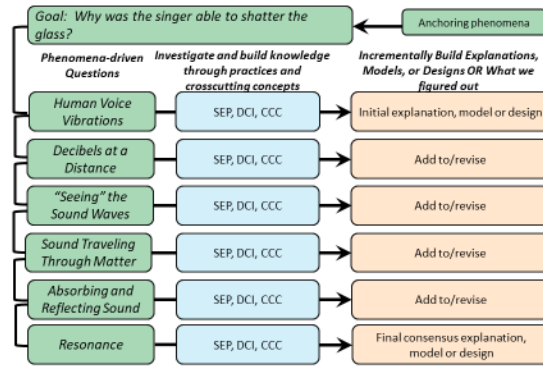 Goal: Why was the singer able to shatter the
glass?
Anchoring phenomena
Phenomena-driven
Questions
Investigate and build knowledge
through practices and
crosscutting concepts
Incrementally Build Explanations,
Models, or Designs OR What we
figured out
Human Voice
Vibrations
SEP, DCI, CCC
Initial explanation, model or design
Decibels at a
Distance
SEP, DCI, CCC
Add to/revise
"Seeing" the
Sound Waves
SEP, DCI, CCC
Add to/revise
Sound Traveling
Through Matter
SEP, DCI, CCC
Add to/revise
Absorbing and
Reflecting Sound
SEP, DCI, CCC
Add to/revise
Resonance
SEP, DCI, CCC
Final consensus explanation,
model or design